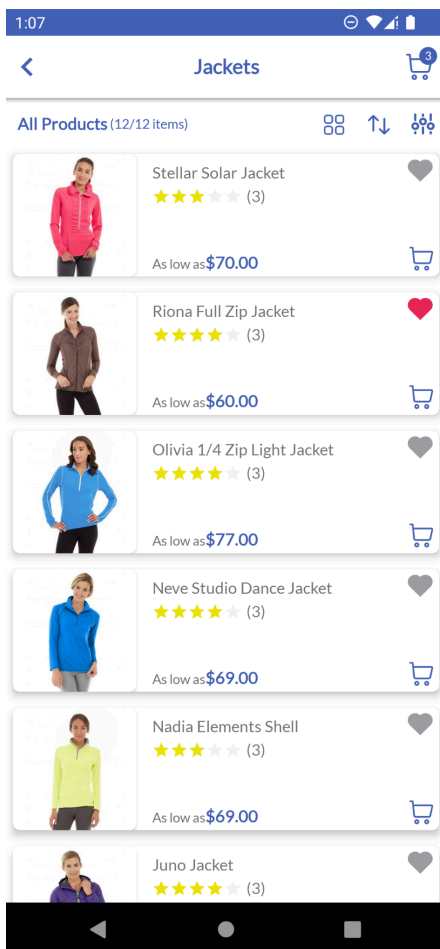 1:07
Jackets
3
All Products (12/12 items)
Stellar Solar Jacket
(3)
As low as $70.00
Riona Full Zip Jacket
(3)
As low as $60.00
Olivia 1/4 Zip Light Jacket
(3)
As low as $77.00
Neve Studio Dance Jacket
(3)
As low as $69.00
Nadia Elements Shell
(3)
As low as $69.00
Juno Jacket
(3)